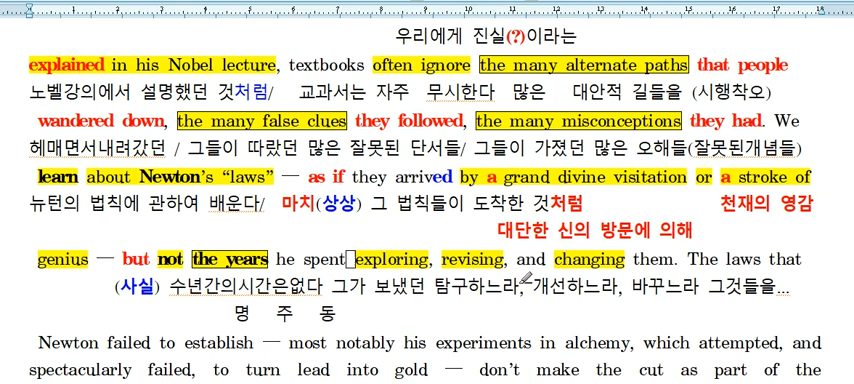 우리에게 진실(?)이라는
explained in his Nobel lecture, textbooks often ignore the many alternate paths that people
노벨강의에서 설명했던 것처럼/ 교과서는 자주 무시한다 많은 대안적 길들을 (시행착오)
wandered down, the many false clues they followed, the many misconceptions they had. We
헤매면서내려갔던 / 그들이 따랐던 많은 잘못된 단서들/ 그들이 가졌던 많은 오해들(잘못된개념들)
learn about Newton's “laws” — as if they arrived by a grand divine visitation or a stroke of
뉴턴의 법칙에 관하여 배운다/ 마치(상상) 그 법칙들이 도착한 것처럼 천재의 영감
대단한 신의 방문에 의해
genius — but not the years he spent exploring, revising, and changing them. The laws that
(사실) 수년간의시간은없다 그가 보냈던 탐구하느라, 개선하느라, 바꾸느라 그것들을...
명 주 동
Newton failed to establish — most notably his experiments in alchemy, which attempted, and
spectacularly failed, to turn lead into gold — don't make the cut as part of the